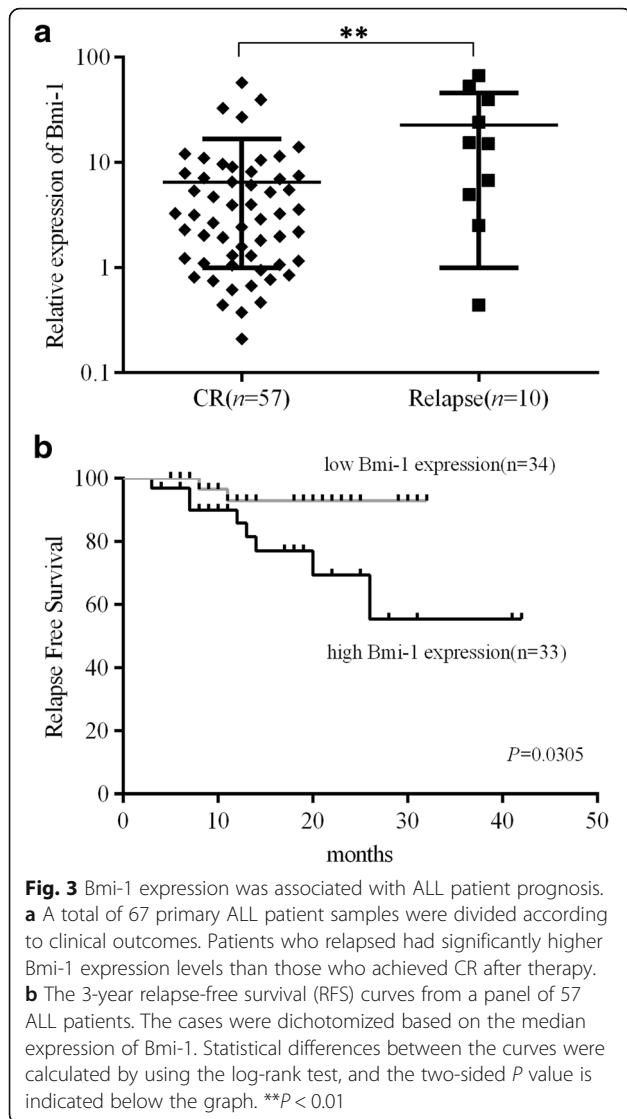 a
**
100
10
1
0.1
Relative expression of Bmi-1
CR(n=57)
Relapse(n=10)
b
100
80
60
40
20
0
Relapse Free Survival
low Bmi-1 expression(n=34)
high Bmi-1 expression(n=33)
P=0.0305
0 10 20 30 40 50
months
Fig. 3 Bmi-1 expression was associated with ALL patient prognosis.
a A total of 67 primary ALL patient samples were divided according
to clinical outcomes. Patients who relapsed had significantly higher
Bmi-1 expression levels than those who achieved CR after therapy.
b The 3-year relapse-free survival (RFS) curves from a panel of 57
ALL patients. The cases were dichotomized based on the median
expression of Bmi-1. Statistical differences between the curves were
calculated by using the log-rank test, and the two-sided P value is
indicated below the graph. **P < 0.01